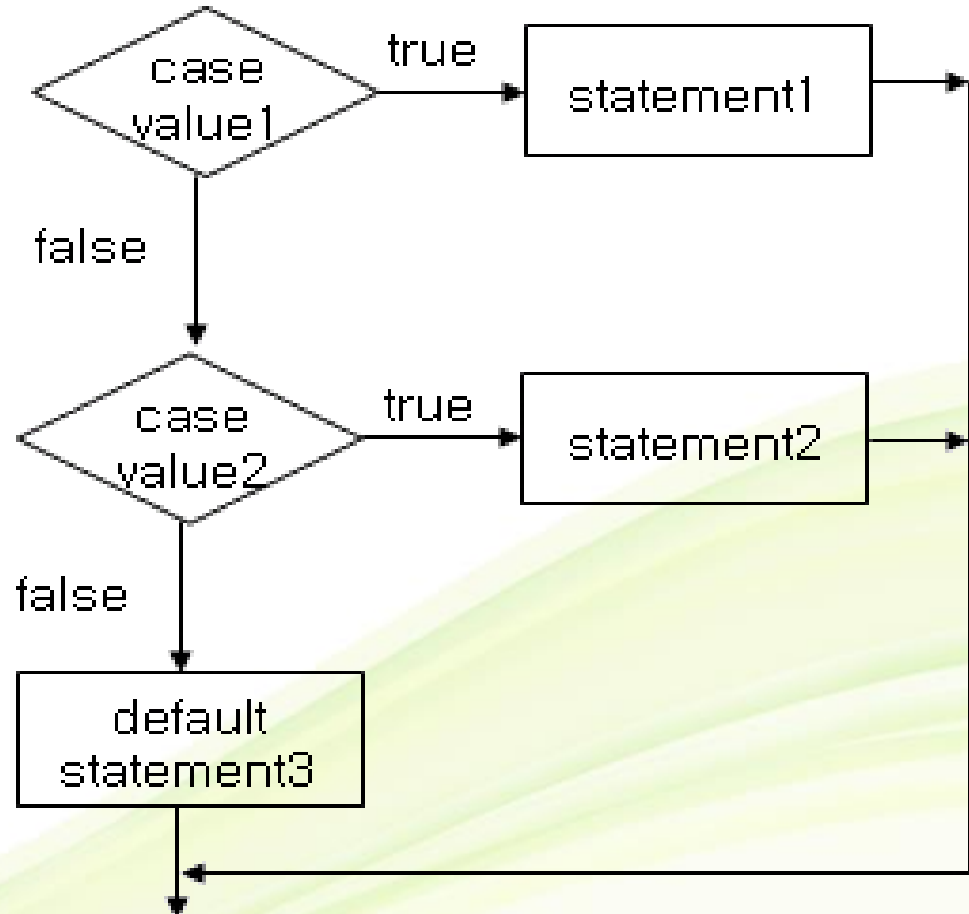 case
value1
true
statement1
false
case
value2
true
statement2
false
default
statement3